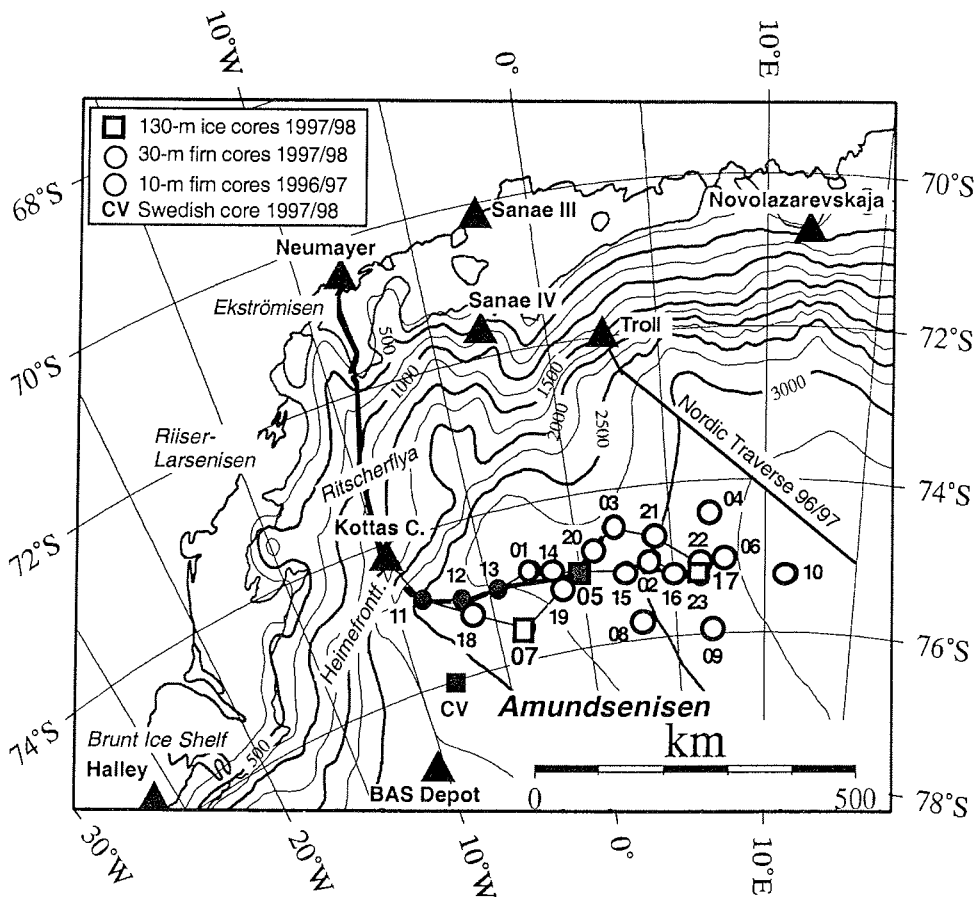 10°W
0°
10°E
130-m ice cores 1997/98
30-m firn cores 1997/98
10-m firn cores 1996/97
CV Swedish core 1997/98
68°S
70°S
Sanae III
Novolazarevskaja
Neumayer
Ekströmisen
Sanae IV
Troll
500
1000
1500
2000
2500
3000
72°S
70°S
Riiser-
Larsenisen
Ritscherflya
Nordic Traverse 96/97
Kottas C.
74°S
72°S
03
21
04
20
01
14
13
12
11
18
07
19
05
15
02
16
22
17
23
06
10
08
09
Heimefrontf.
76°S
CV
Amundsenisen
74°S
Brunt Ice Shelf
500
Halley
BAS Depot
km
0
500
78°S
30°W
20°W
10°W
0°
10°E